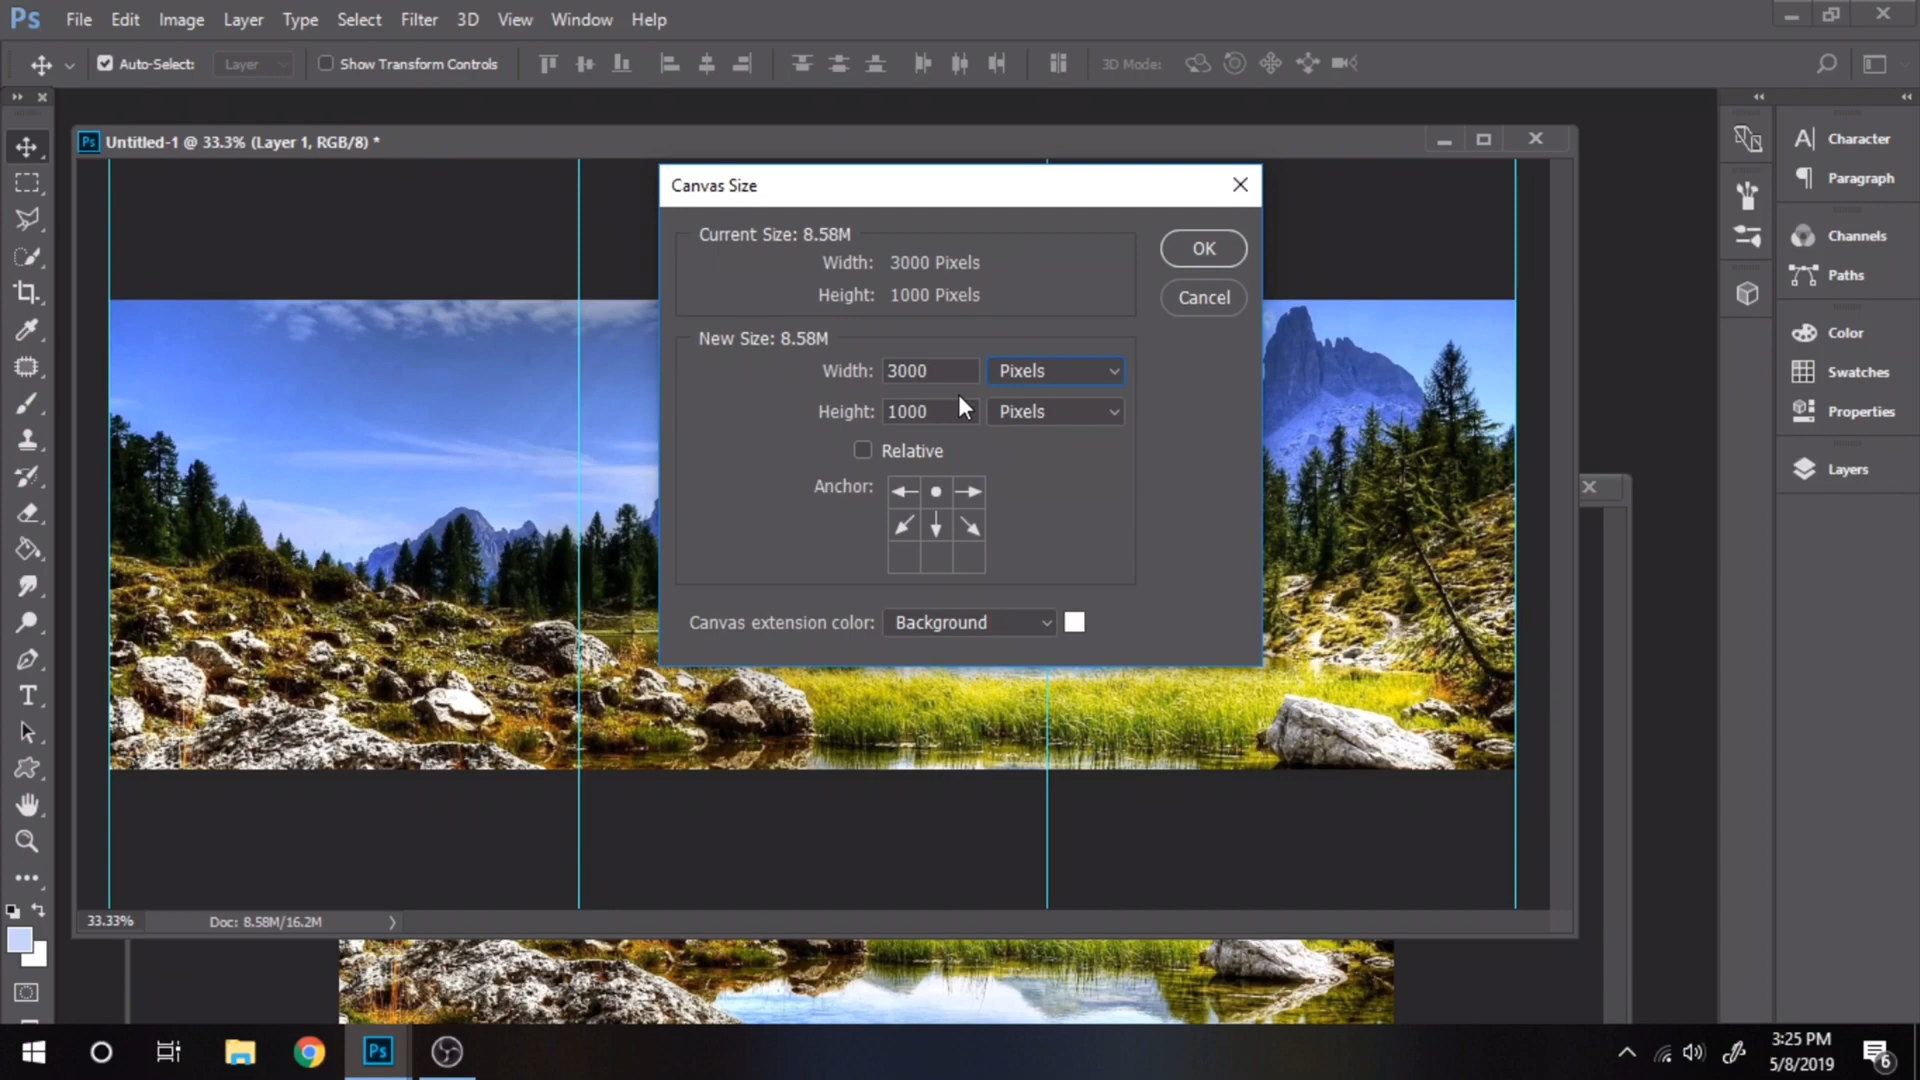 Ps File Edit Image Layer Type Select Filter 3D View Window Help
Auto-Select: Layer Show Transform Controls 3D Mode:
Ps Untitled-1 @ 33.3% (Layer 1, RGB/8) *
Canvas Size
Current Size: 8.58M
Width: 3000 Pixels
Height: 1000 Pixels
OK
Cancel
New Size: 8.58M
Width: 3000 Pixels
Height: 1000 Pixels
Relative
Anchor:
Canvas extension color: Background
Character
Paragraph
Channels
Paths
Color
Swatches
Properties
Layers
33.33% Doc: 8.58M/16.2M
Ps
3:25 PM
5/8/2019
6